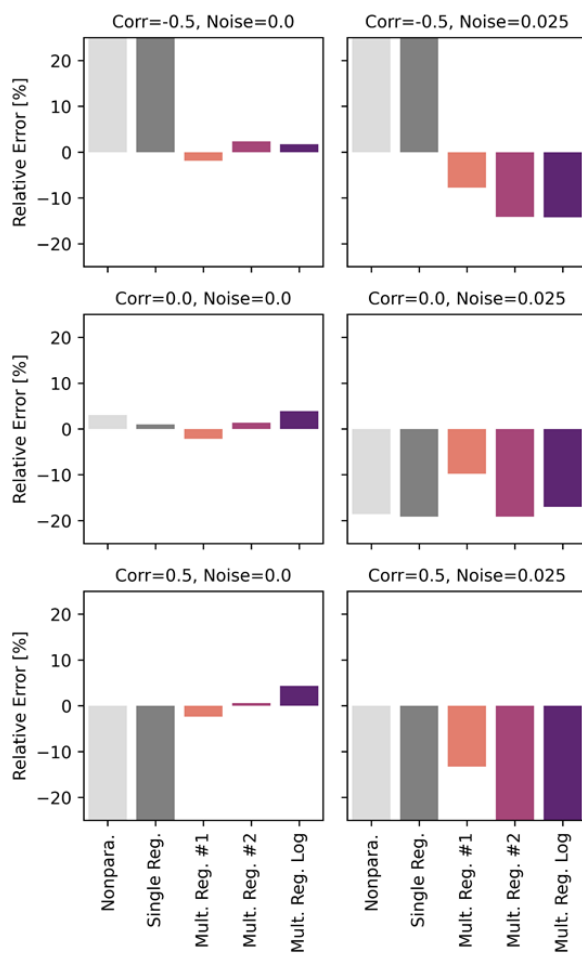 Corr=-0.5, Noise=0.0
Corr=-0.5, Noise=0.025
Relative Error [%]
20
10
0
−10
−20
Corr=0.0, Noise=0.0
Corr=0.0, Noise=0.025
Relative Error [%]
20
10
0
−10
−20
Corr=0.5, Noise=0.0
Corr=0.5, Noise=0.025
Relative Error [%]
20
10
0
−10
−20
Nonpara.
Single Reg.
Mult. Reg. #1
Mult. Reg. #2
Mult. Reg. Log
Nonpara.
Single Reg.
Mult. Reg. #1
Mult. Reg. #2
Mult. Reg. Log